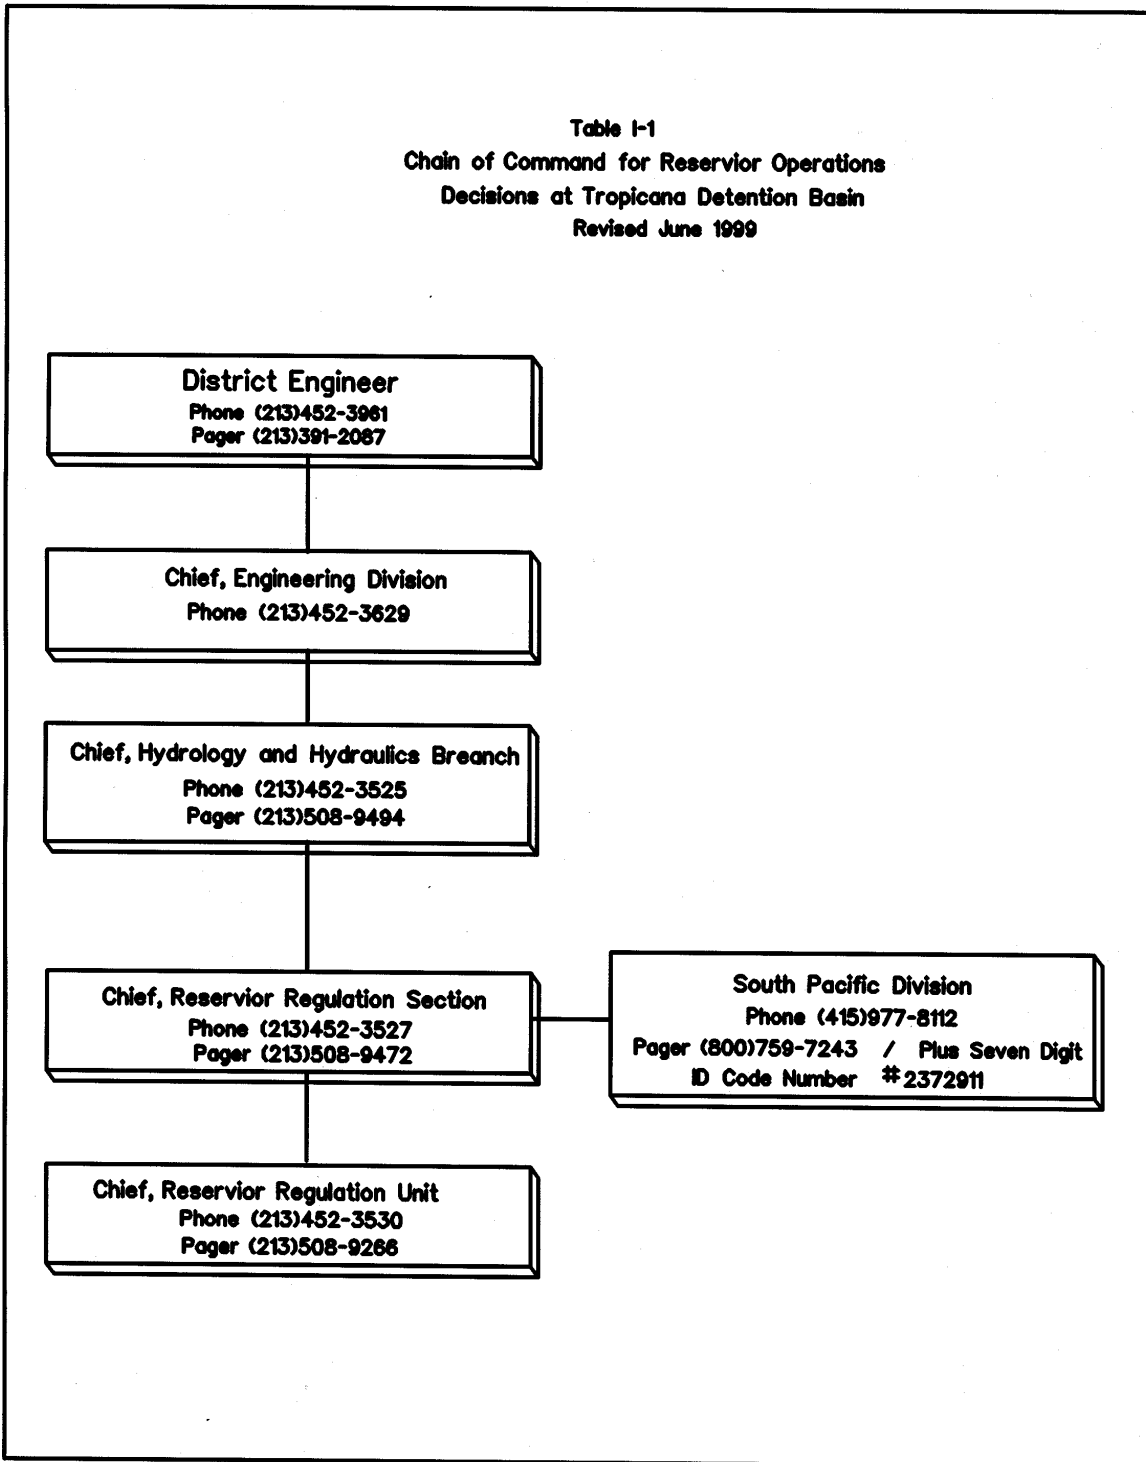 Table I-1
Chain of Command for Reservior Operations
Decisions at Tropicana Detention Basin
Revised June 1999
District Engineer
Phone (213)452-3961
Pager (213)391-2087
Chief, Engineering Division
Phone (213)452-3629
Chief, Hydrology and Hydraulics Breanch
Phone (213)452-3525
Pager (213)508-9494
Chief, Reservior Regulation Section
Phone (213)452-3527
Pager (213)508-9472
South Pacific Division
Phone (415)977-8112
Pager (800)759-7243 / Plus Seven Digit
ID Code Number #2372911
Chief, Reservior Regulation Unit
Phone (213)452-3530
Pager (213)508-9266